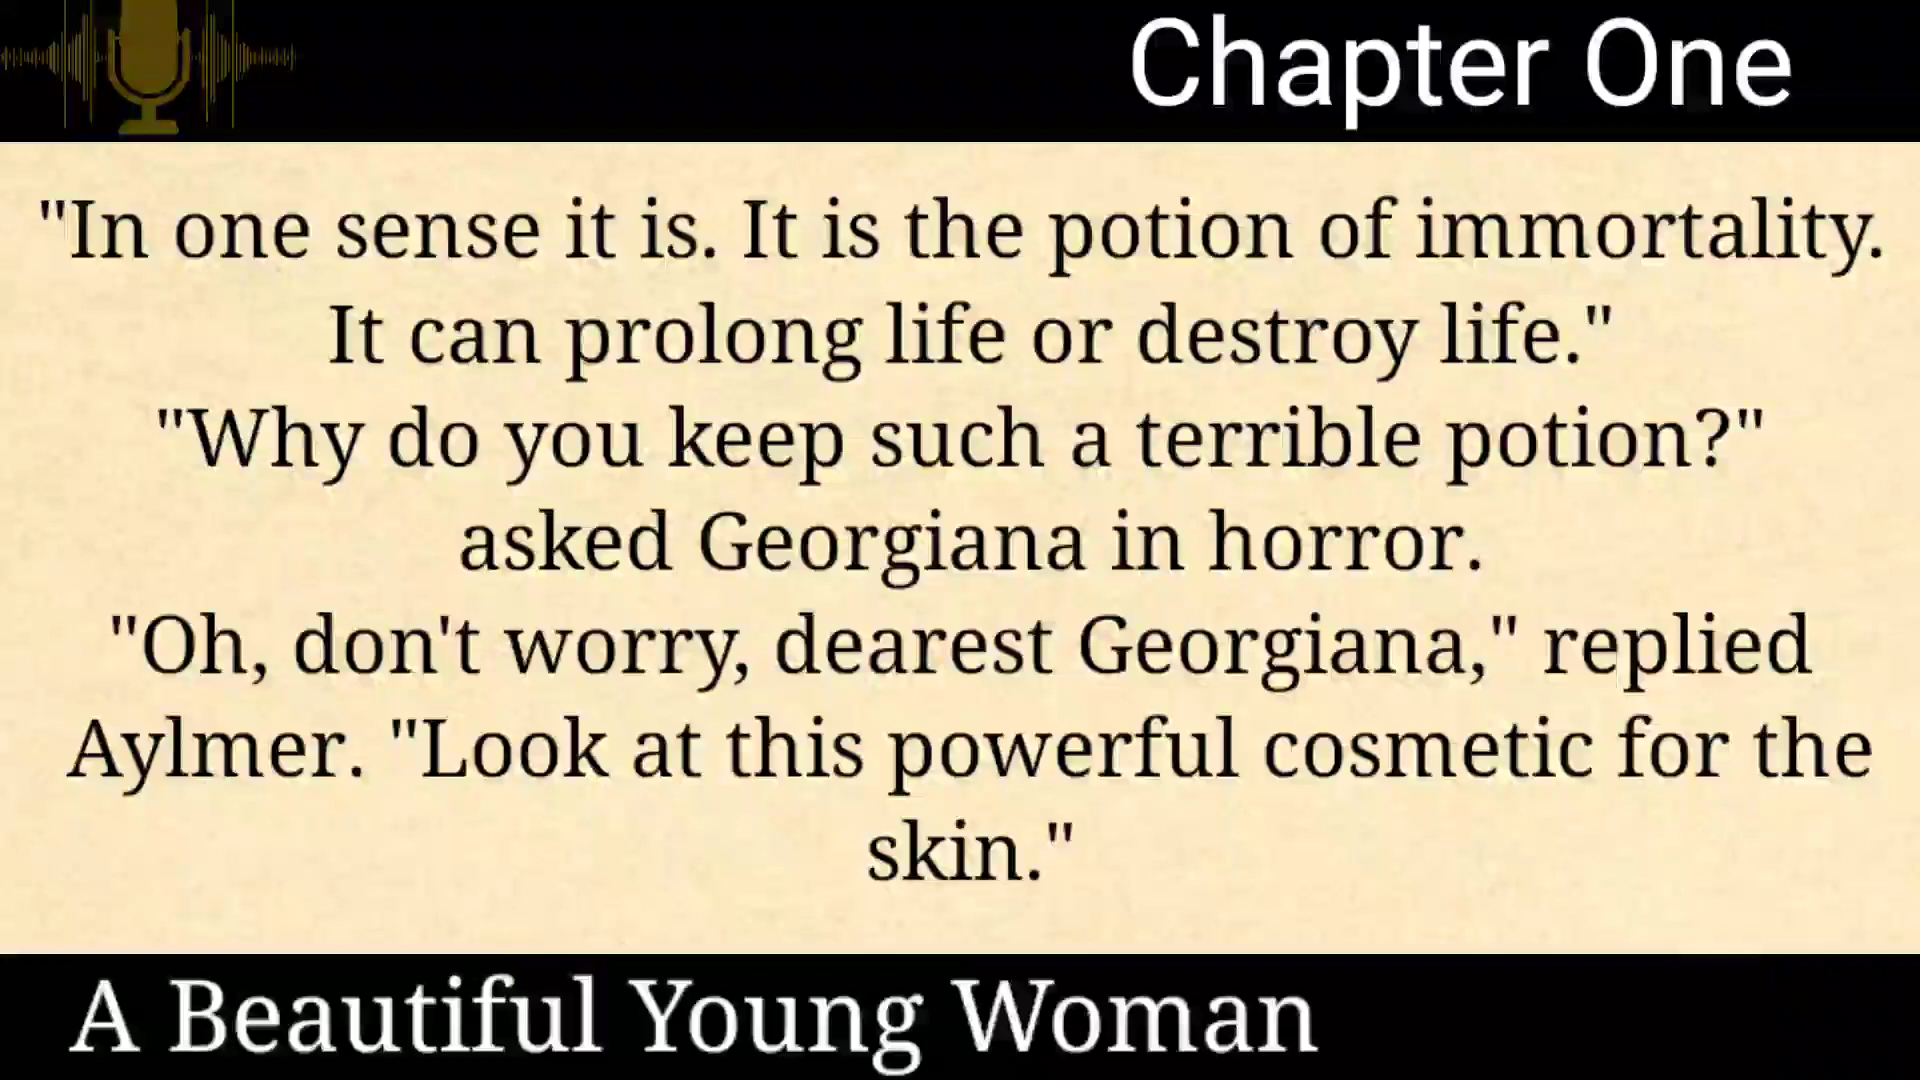 Chapter One
"In one sense it is. It is the potion of immortality.
It can prolong life or destroy life."
"Why do you keep such a terrible potion?"
asked Georgiana in horror.
"Oh, don't worry, dearest Georgiana," replied
Aylmer. "Look at this powerful cosmetic for the
skin."
A Beautiful Young Woman